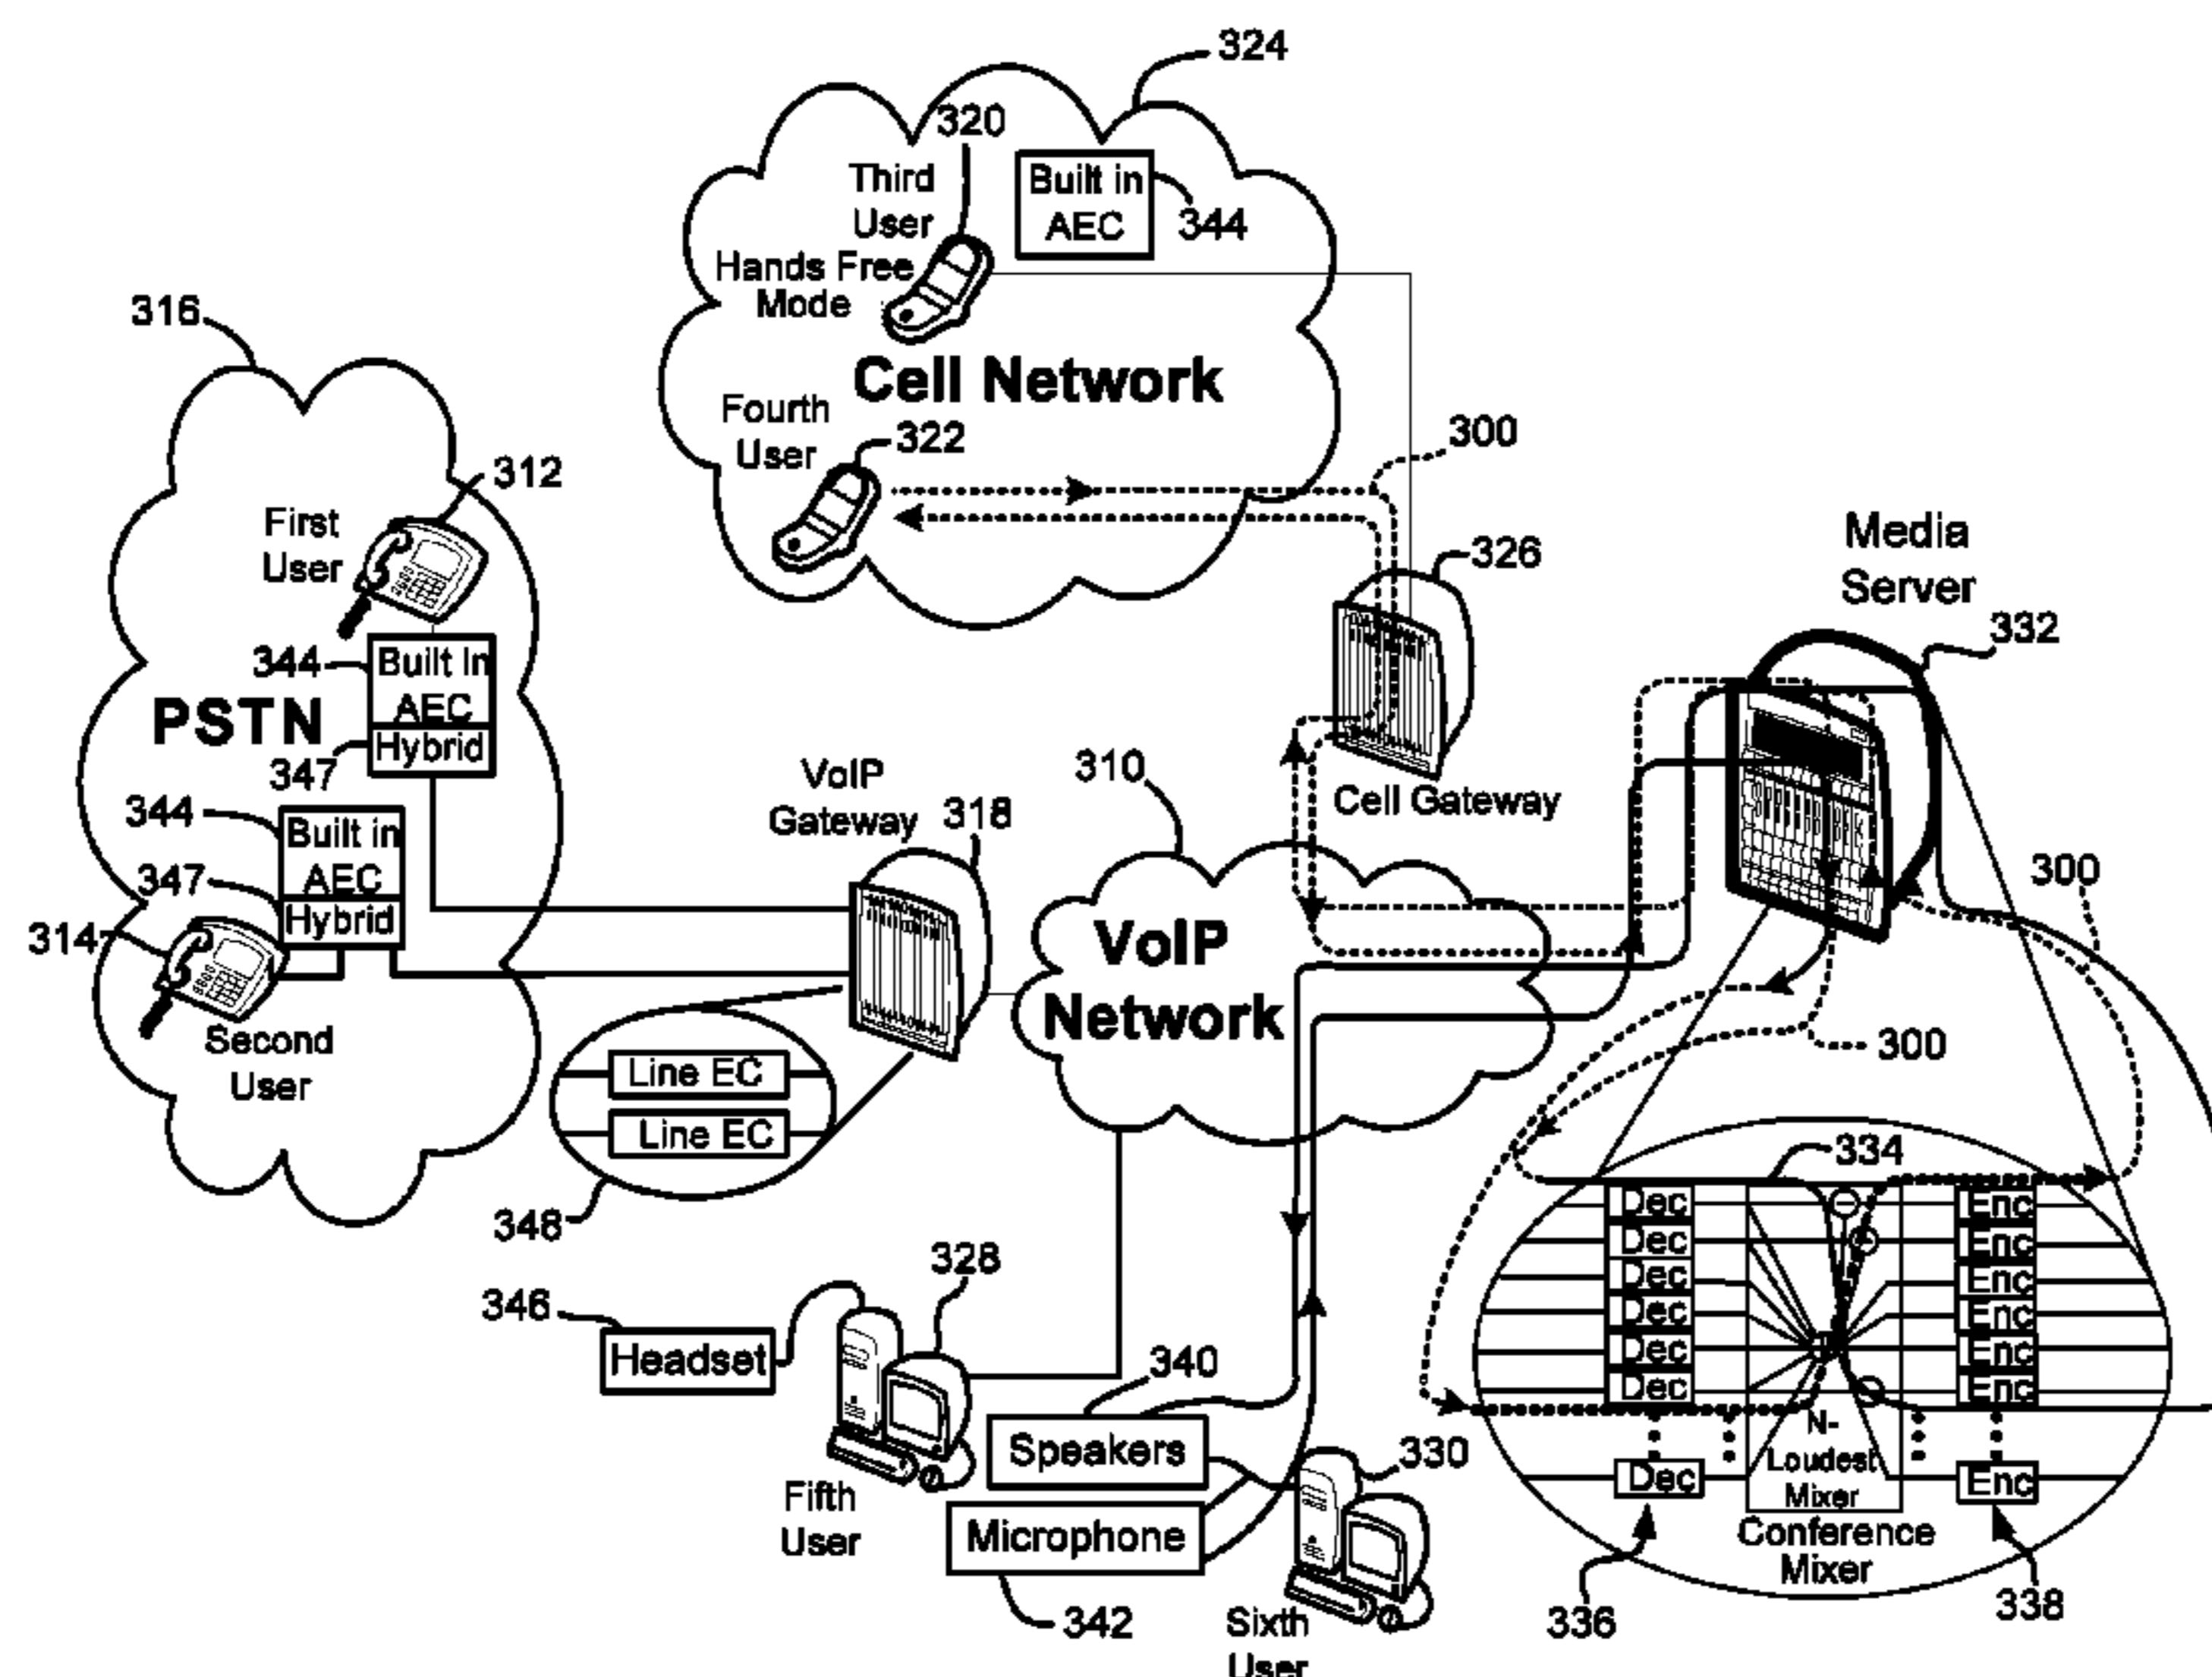 324
320
Third
User
Built in
AEC
344
Hands Free
Mode
316
Cell Network
Fourth
User
322
300
312
First
User
326
Media
Server
332
344
Built In
AEC
Hybrid
347
PSTN
VoIP
Gateway
318
310
Cell Gateway
344
Built in
AEC
Hybrid
347
314
Second
User
VoIP
Network
300
300
Line EC
Line EC
348
334
Dec
Enc
Dec
Enc
Dec
Enc
Dec
Enc
Dec
Enc
Dec
Enc
N-
Loudest
Mixer
Dec
Enc
Conference
Mixer
336
338
328
346
Headset
340
Speakers
330
Fifth
User
Microphone
342
Sixth
User